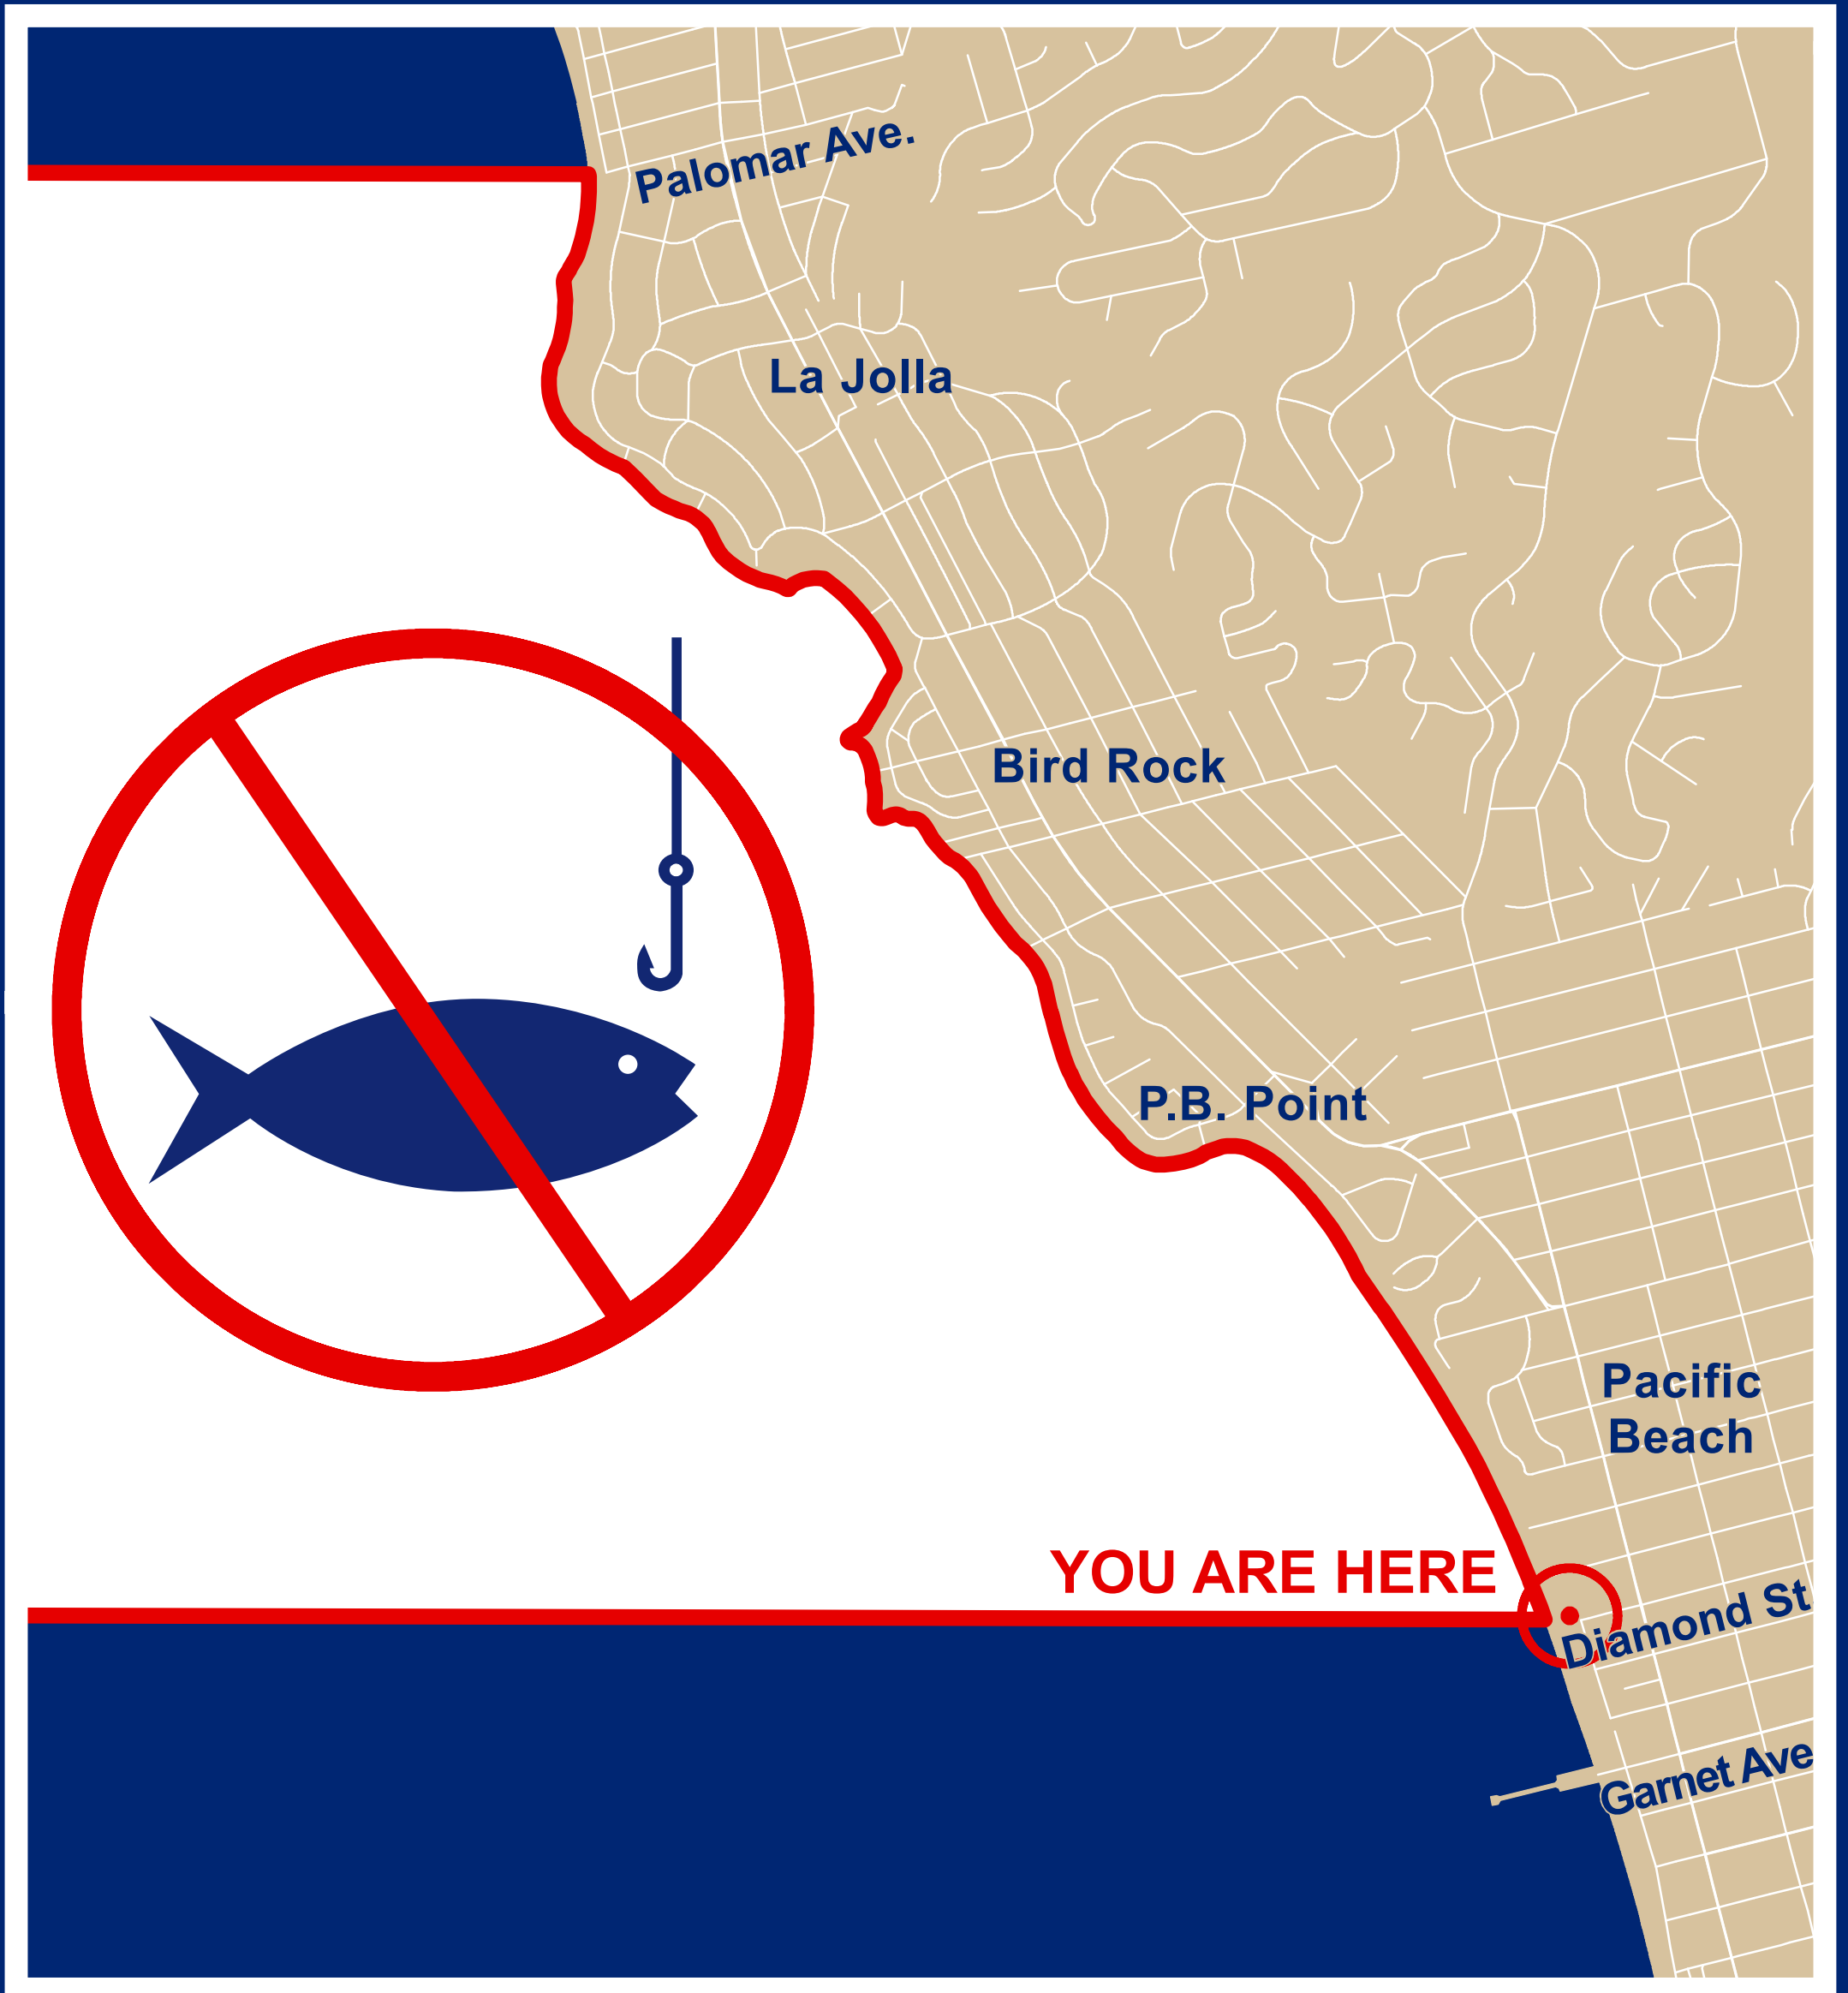 Palomar Ave.
La Jolla
Bird Rock
P.B. Point
Pacific
Beach
YOU ARE HERE
Diamond St
Garnet Ave